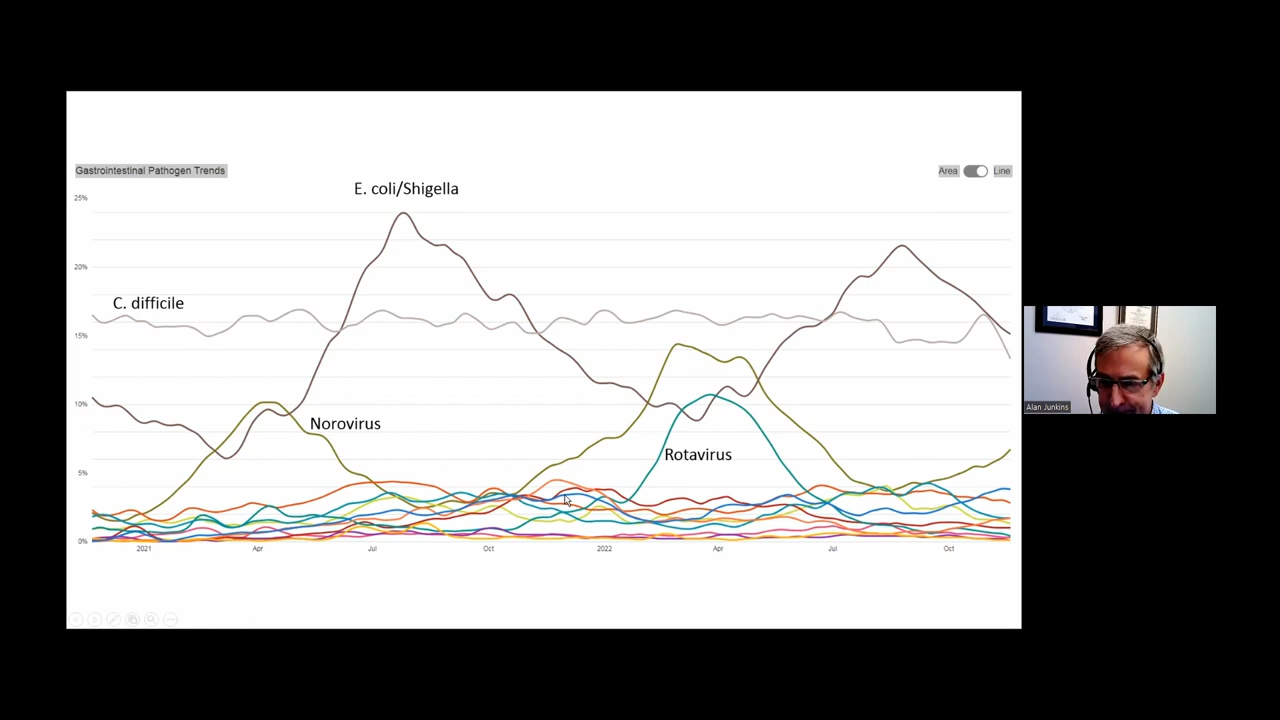 Gastrointestinal Pathogen Trends
Area Line
E. coli/Shigella
25%
20%
C. difficile
15%
10%
Norovirus
Rotavirus
5%
0%
2021 Apr Jul Oct 2022 Apr Jul Oct
Alan Junkins